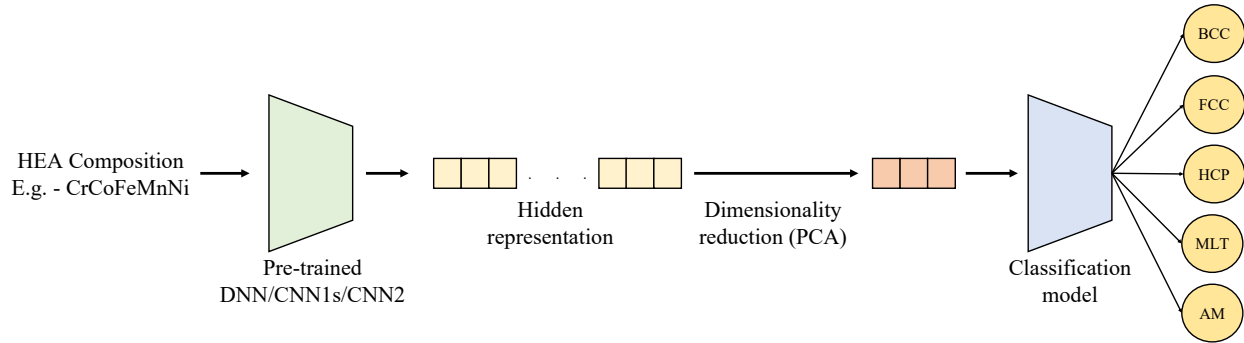 HEA Composition
E.g. - CrCoFeMnNi
Pre-trained
DNN/CNN1s/CNN2
. . .
Hidden
representation
Dimensionality
reduction (PCA)
Classification
model
BCC
FCC
HCP
MLT
AM